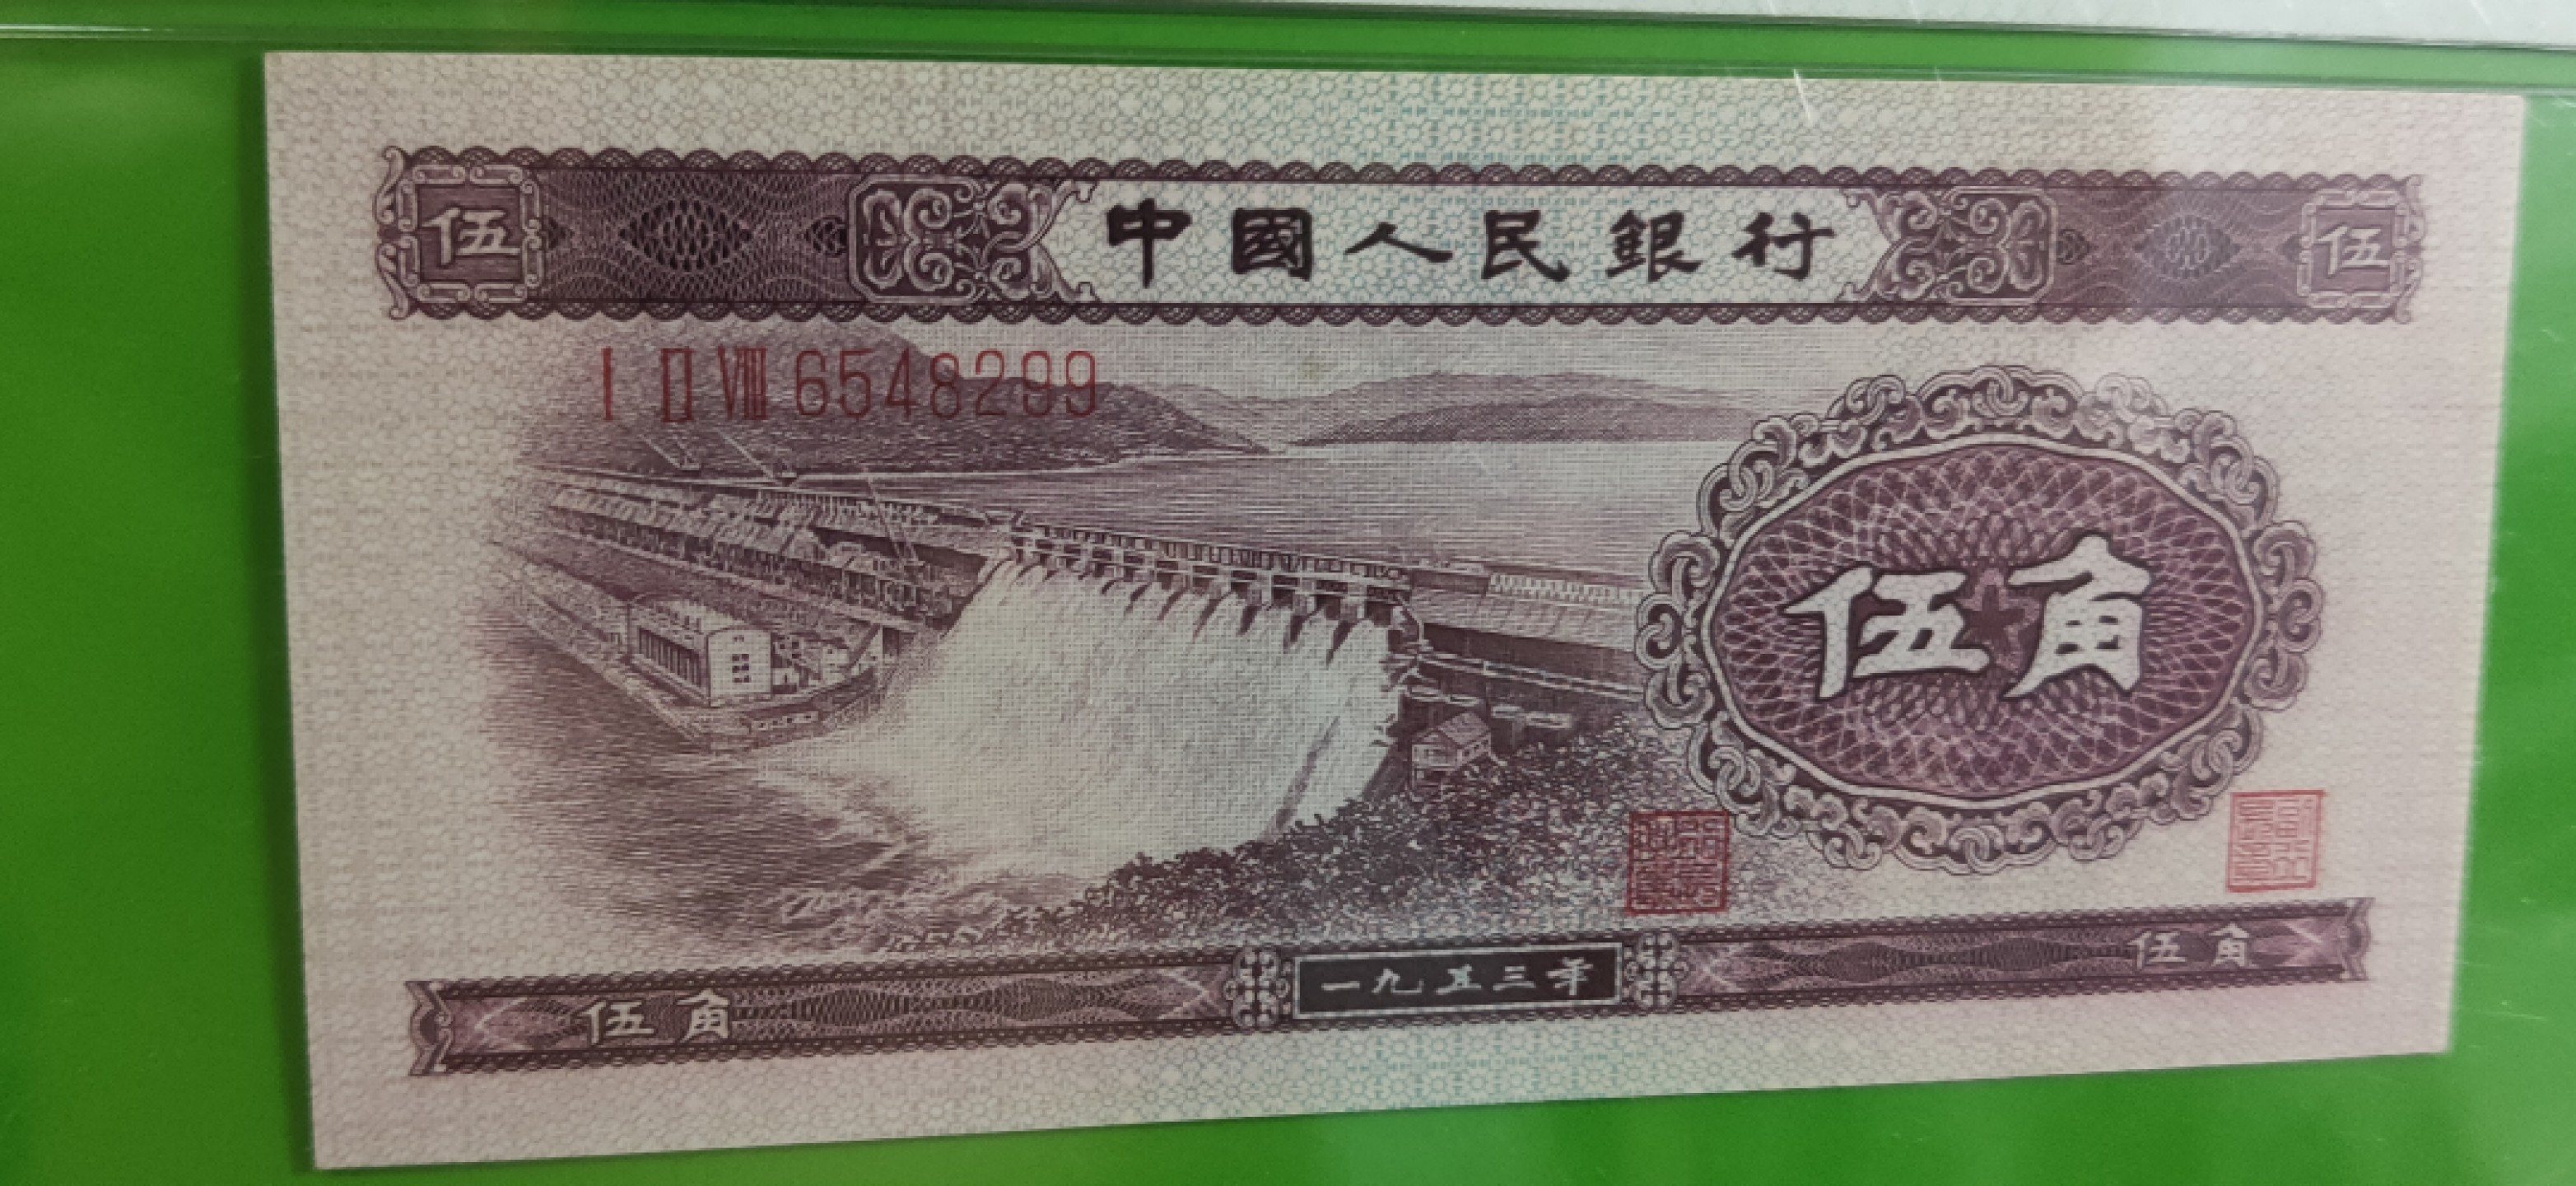 伍 中國人民銀行 伍
I II VIII 6548299
伍角
伍角 一九五三年 伍角